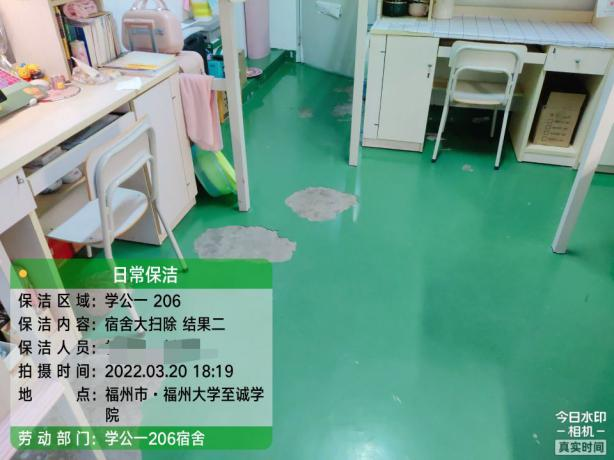 日常保洁
保洁区域：学公一 206
保洁内容：宿舍大扫除 结果二
保洁人员：
拍摄时间：2022.03.20 18:19
地点：福州市·福州大学至诚学
院
劳动部门：学公一206宿舍
今日水印
-相机-
真实时间